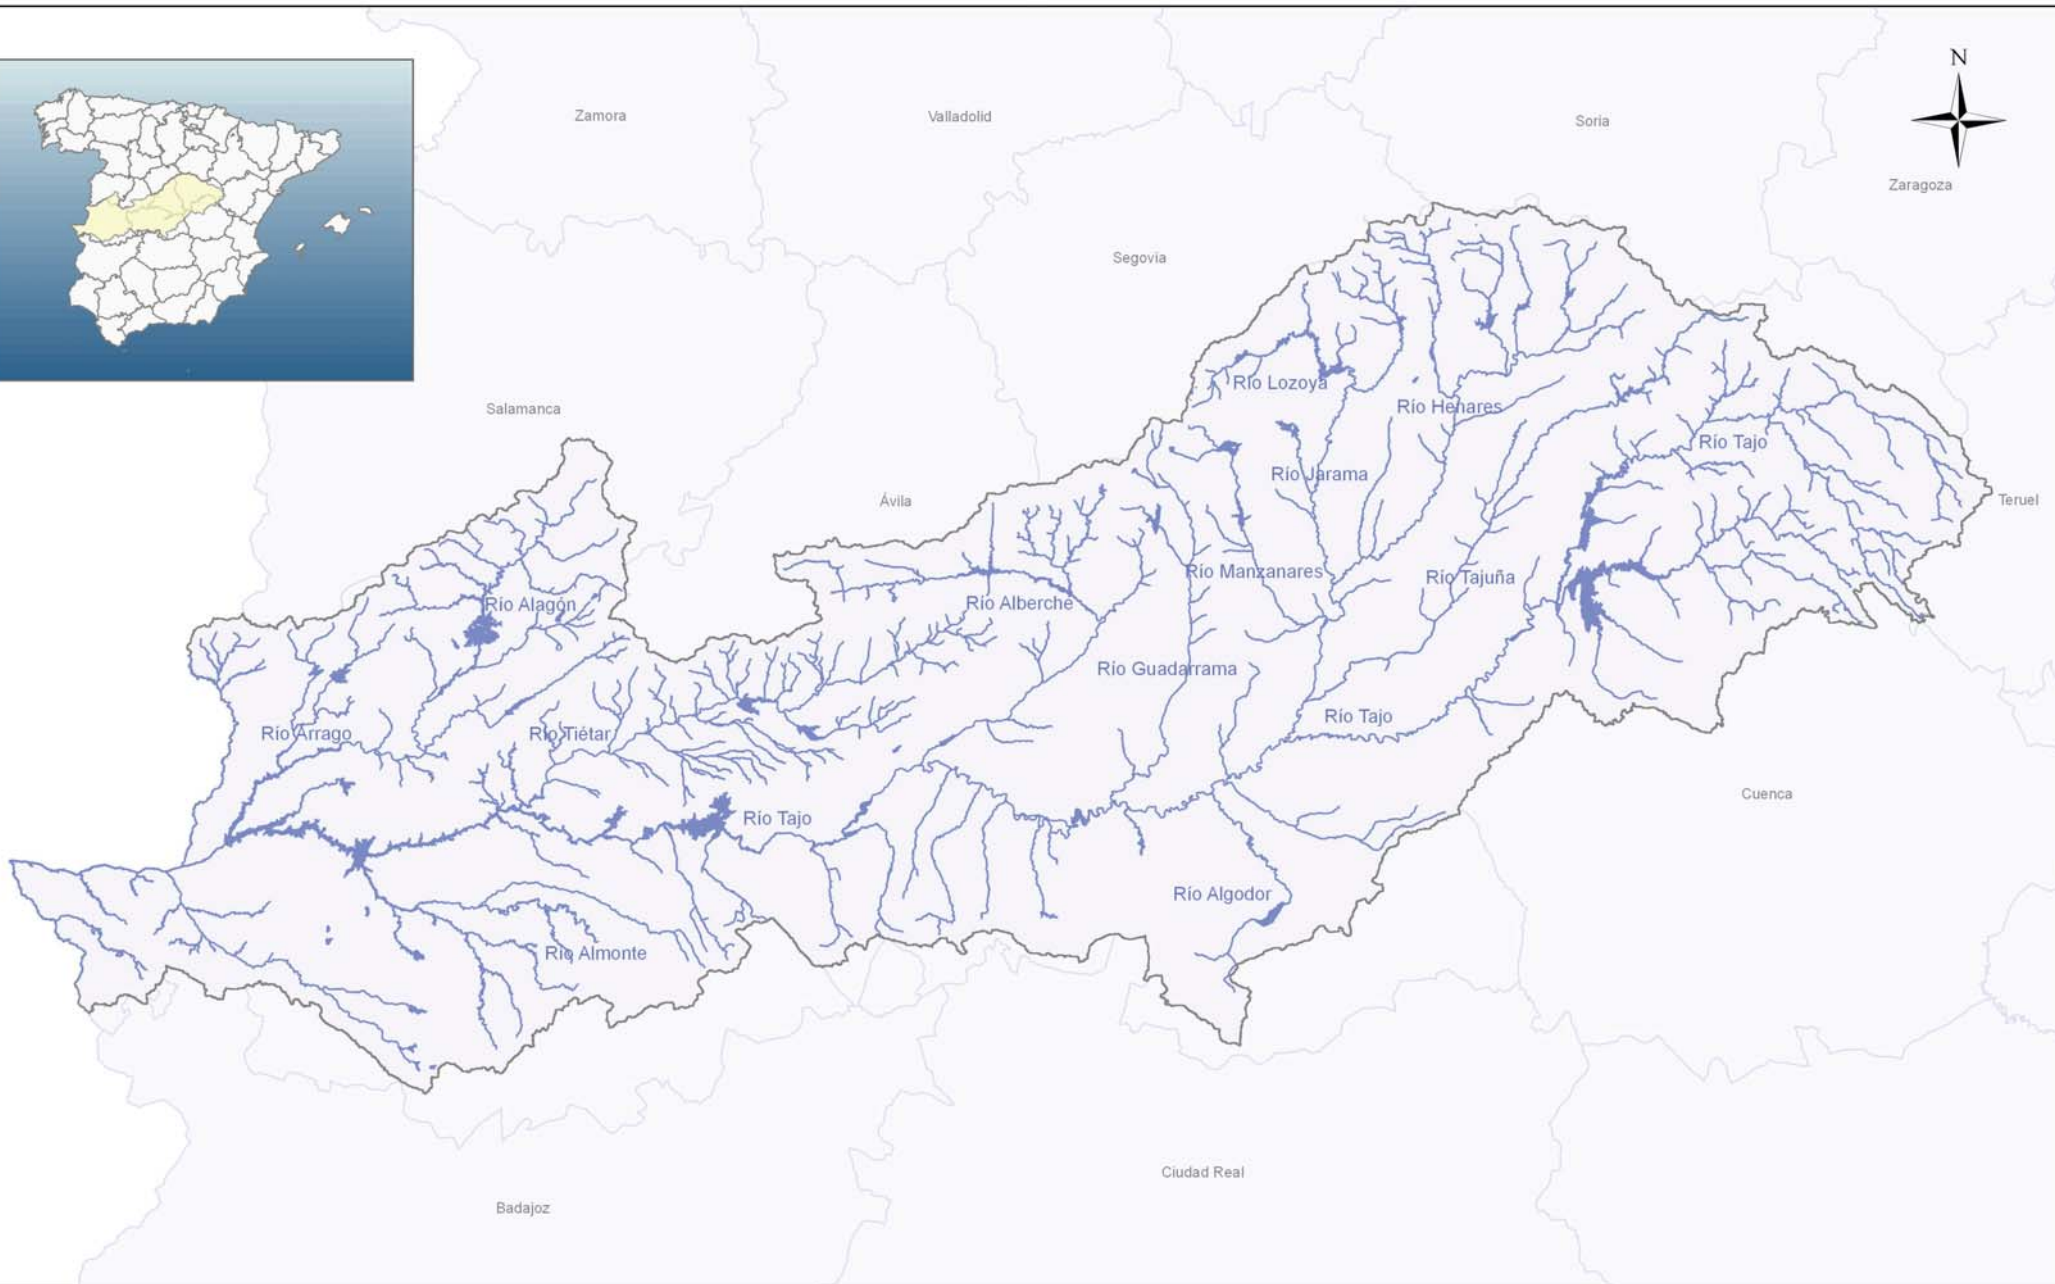 N
Zamora
Valladolid
Soria
Zaragoza
Segovia
Río Lozoya
Río Henares
Salamanca
Río Tajo
Río Jarama
Ávila
Teruel
Río Manzanares
Río Tajuña
Río Alagón
Río Alberche
Río Guadarrama
Río Tajo
Río Arrago
Río Tiétar
Cuenca
Río Tajo
Río Algodor
Río Almonte
Ciudad Real
Badajoz